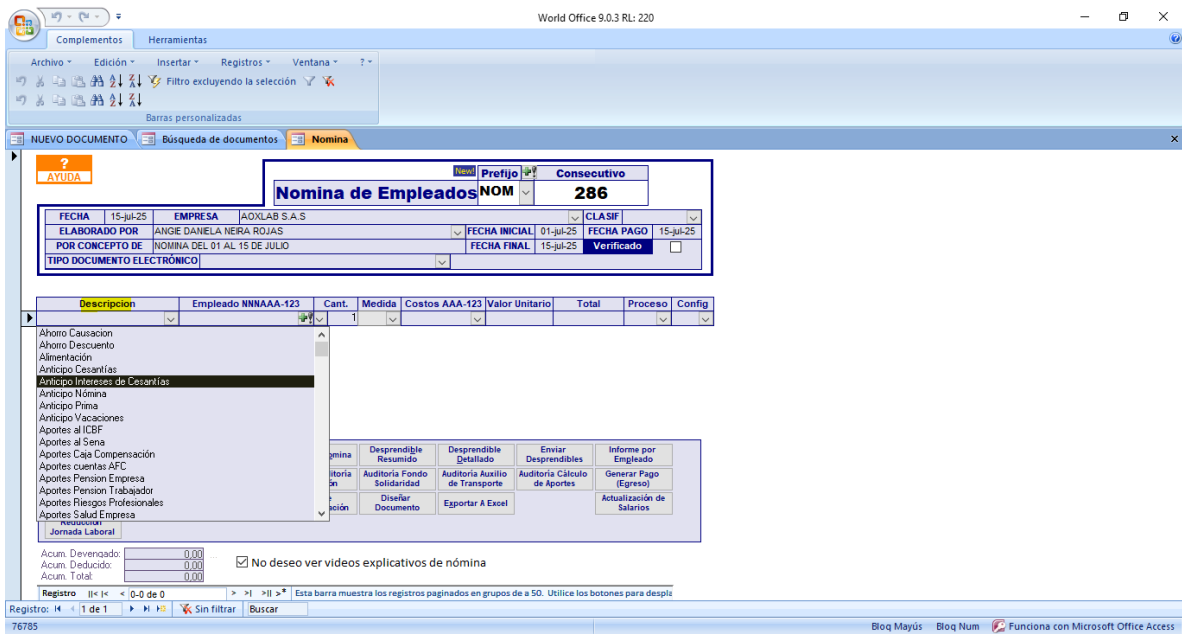 World Office 9.0.3 RL: 220
Complementos Herramientas
Archivo Edición Insertar Registros Ventana ?
Filtro excluyendo la selección
Barras personalizadas
NUEVO DOCUMENTO Búsqueda de documentos Nomina
? AYUDA
New! Prefijo Consecutivo
Nomina de Empleados NOM 286
FECHA 15-jul-25 EMPRESA AOXLAB S.A.S CLASIF
ELABORADO POR ANGIE DANIELA NEIRA ROJAS FECHA INICIAL 01-jul-25 FECHA PAGO 15-jul-25
POR CONCEPTO DE NOMINA DEL 01 AL 15 DE JULIO FECHA FINAL 15-jul-25 Verificado
TIPO DOCUMENTO ELECTRÓNICO
Descripcion Empleado NNNAAA-123 Cant. Medida Costos AAA-123 Valor Unitario Total Proceso Config
1
Ahorro Causacion
Ahorro Descuento
Alimentación
Anticipo Cesantías
Anticipo Intereses de Cesantías
Anticipo Nómina
Anticipo Prima
Anticipo Vacaciones
Aportes al ICBF
Aportes al Sena
Aportes Caja Compensación
Aportes cuentas AFC
Aportes Pension Empresa
Aportes Pension Trabajador
Aportes Riesgos Profesionales
Aportes Salud Empresa
Desprendible Resumido Desprendible Detallado Enviar Desprendibles Informe por Empleado
Auditoria Fondo Solidaridad Auditoria Auxilio de Transporte Auditoria Cálculo de Aportes Generar Pago (Egreso)
Diseñar Documento Exportar A Excel Actualización de Salarios
Reducción Jornada Laboral
Acum. Devengado: 0,00
Acum. Deducido: 0,00
Acum. Total: 0,00
No deseo ver videos explicativos de nómina
Registro ||< |< < 0-0 de 0 > >| >|| >* Esta barra muestra los registros paginados en grupos de a 50. Utilice los botones para despla
Registro: 1 de 1 Sin filtrar Buscar
76785 Bloq Mayús Bloq Num Funciona con Microsoft Office Access